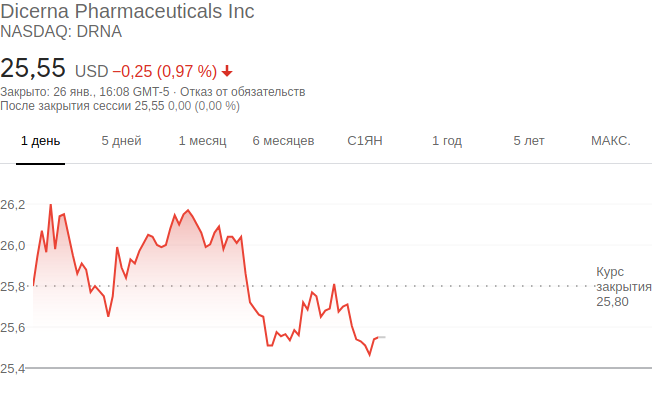 Dicerna Pharmaceuticals Inc
NASDAQ: DRNA
25,55 USD −0,25 (0,97 %)
Закрыто: 26 янв., 16:08 GMT-5 · Отказ от обязательств
После закрытия сессии 25,55 0,00 (0,00 %)
1 день 5 дней 1 месяц 6 месяцев С1ЯН 1 год 5 лет МАКС.
26,2
26,0
25,8
25,6
25,4
Курс
закрытия
25,80